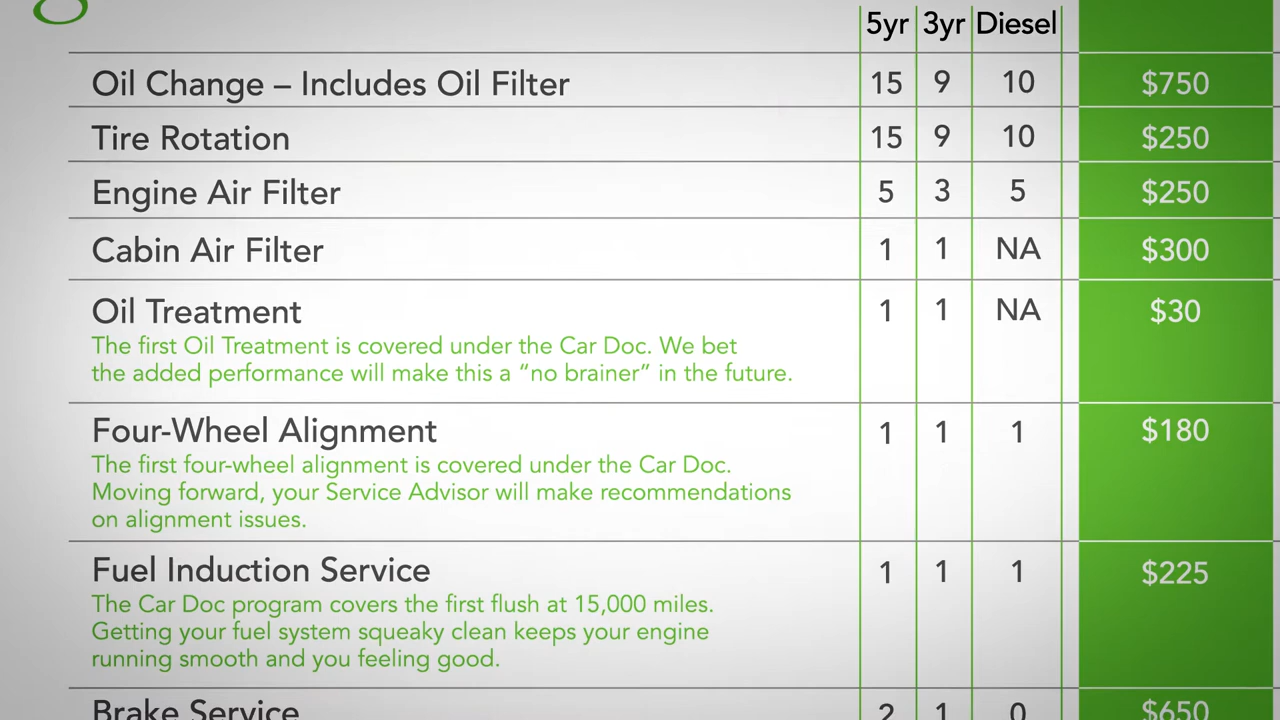 5yr 3yr Diesel
Oil Change – Includes Oil Filter 15 9 10 $750
Tire Rotation 15 9 10 $250
Engine Air Filter 5 3 5 $250
Cabin Air Filter 1 1 NA $300
Oil Treatment 1 1 NA $30
The first Oil Treatment is covered under the Car Doc. We bet
the added performance will make this a “no brainer” in the future.
Four-Wheel Alignment 1 1 1 $180
The first four-wheel alignment is covered under the Car Doc.
Moving forward, your Service Advisor will make recommendations
on alignment issues.
Fuel Induction Service 1 1 1 $225
The Car Doc program covers the first flush at 15,000 miles.
Getting your fuel system squeaky clean keeps your engine
running smooth and you feeling good.
Brake Service 2 1 0 $650